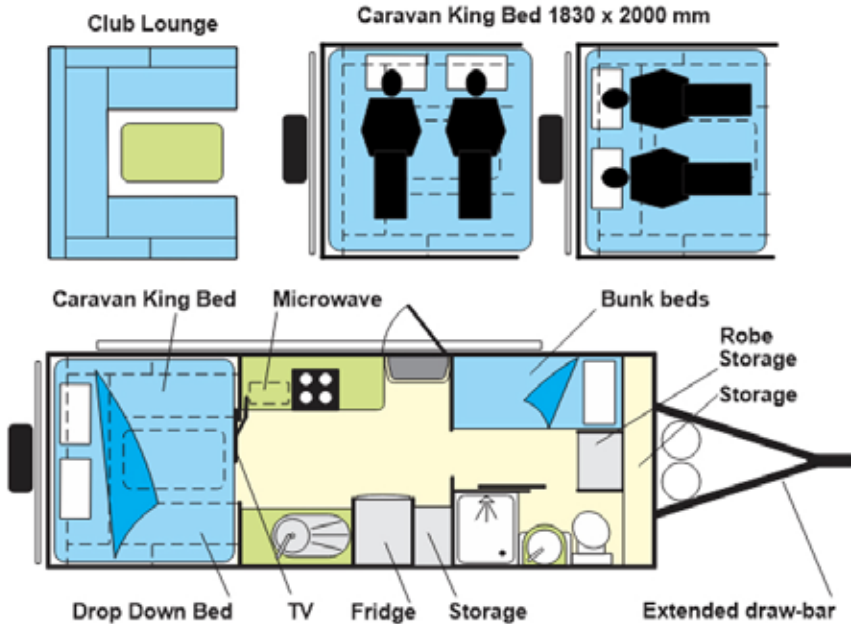 Club Lounge
Caravan King Bed 1830 x 2000 mm
Caravan King Bed
Microwave
Bunk beds
Robe
Storage
Storage
Drop Down Bed
TV
Fridge
Storage
Extended draw-bar